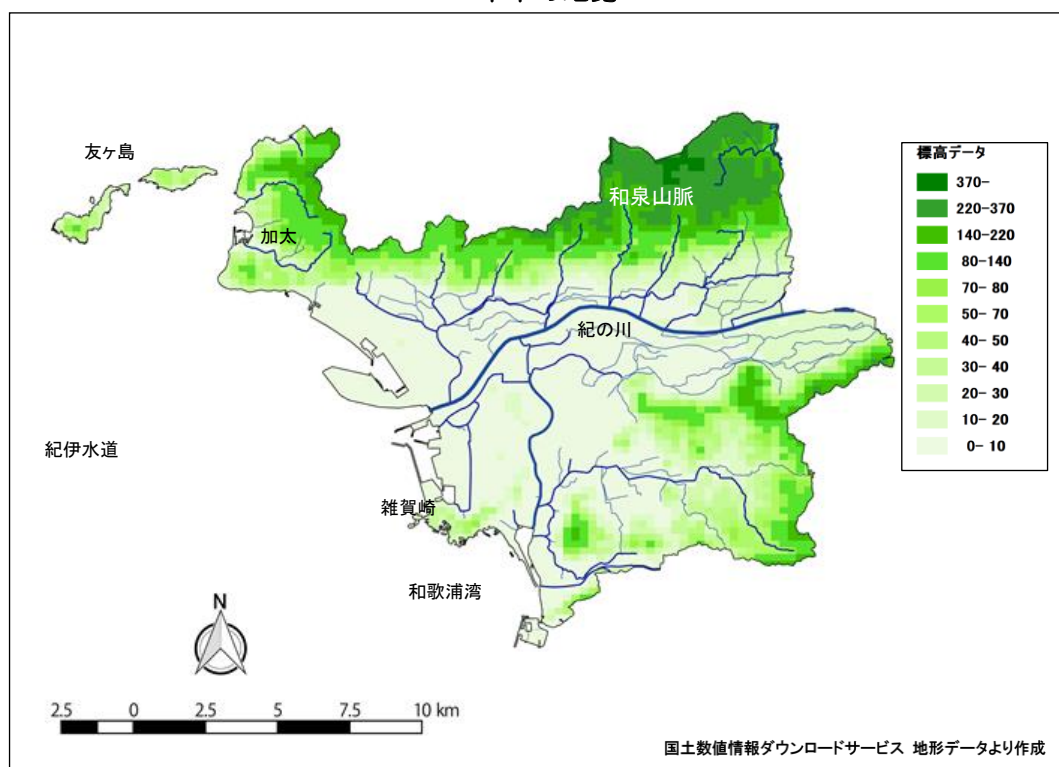 友ヶ島
加太
和泉山脈
紀の川
紀伊水道
雑賀崎
和歌浦湾
標高データ
370-
220-370
140-220
80-140
70- 80
50- 70
40- 50
30- 40
20- 30
10- 20
0- 10
N
2.5 0 2.5 5 7.5 10 km
国土数値情報ダウンロードサービス 地形データより作成